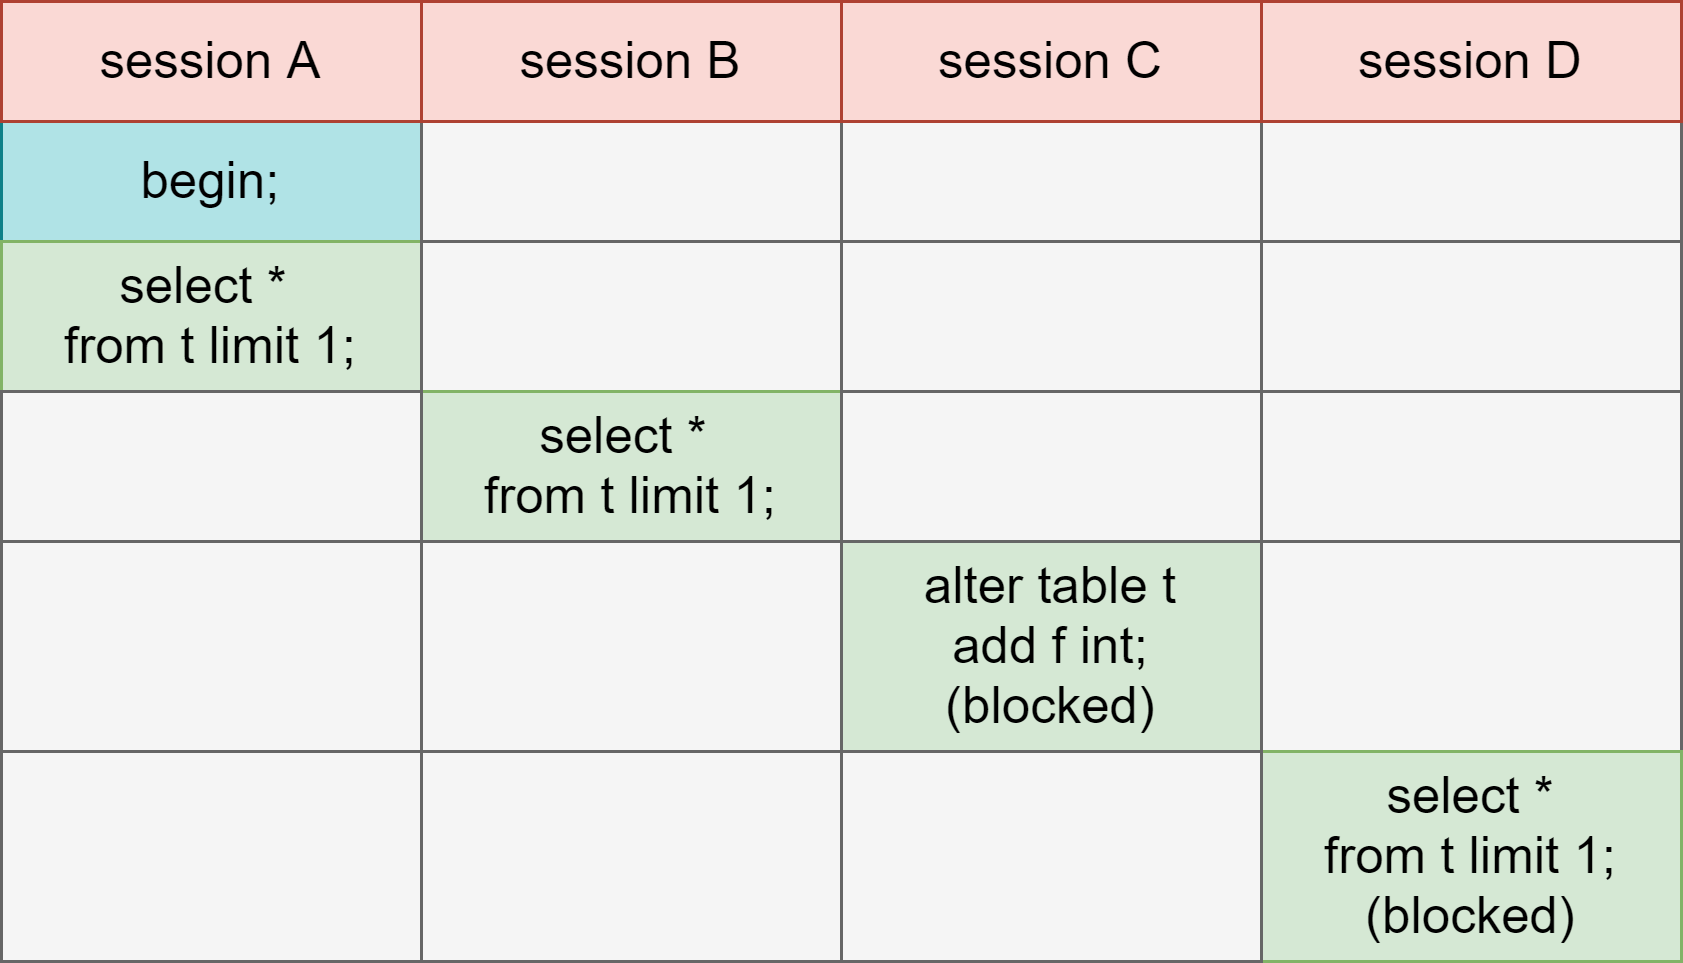 session A
session B
session C
session D
begin;
select *
from t limit 1;
select *
from t limit 1;
alter table t
add f int;
(blocked)
select *
from t limit 1;
(blocked)